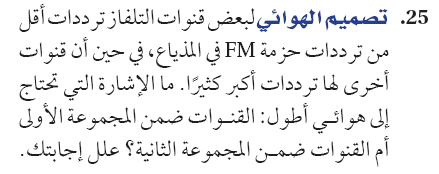 25. تصميم الهوائي لبعض قنوات التلفاز ترددات أقل
من ترددات حزمة FM في المذياع، في حين أن قنوات
أخرى لها ترددات أكبر كثيرًا. ما الإشارة التي تحتاج
إلى هوائي أطول: القنوات ضمن المجموعة الأولى
أم القنوات ضمن المجموعة الثانية؟ علل إجابتك.